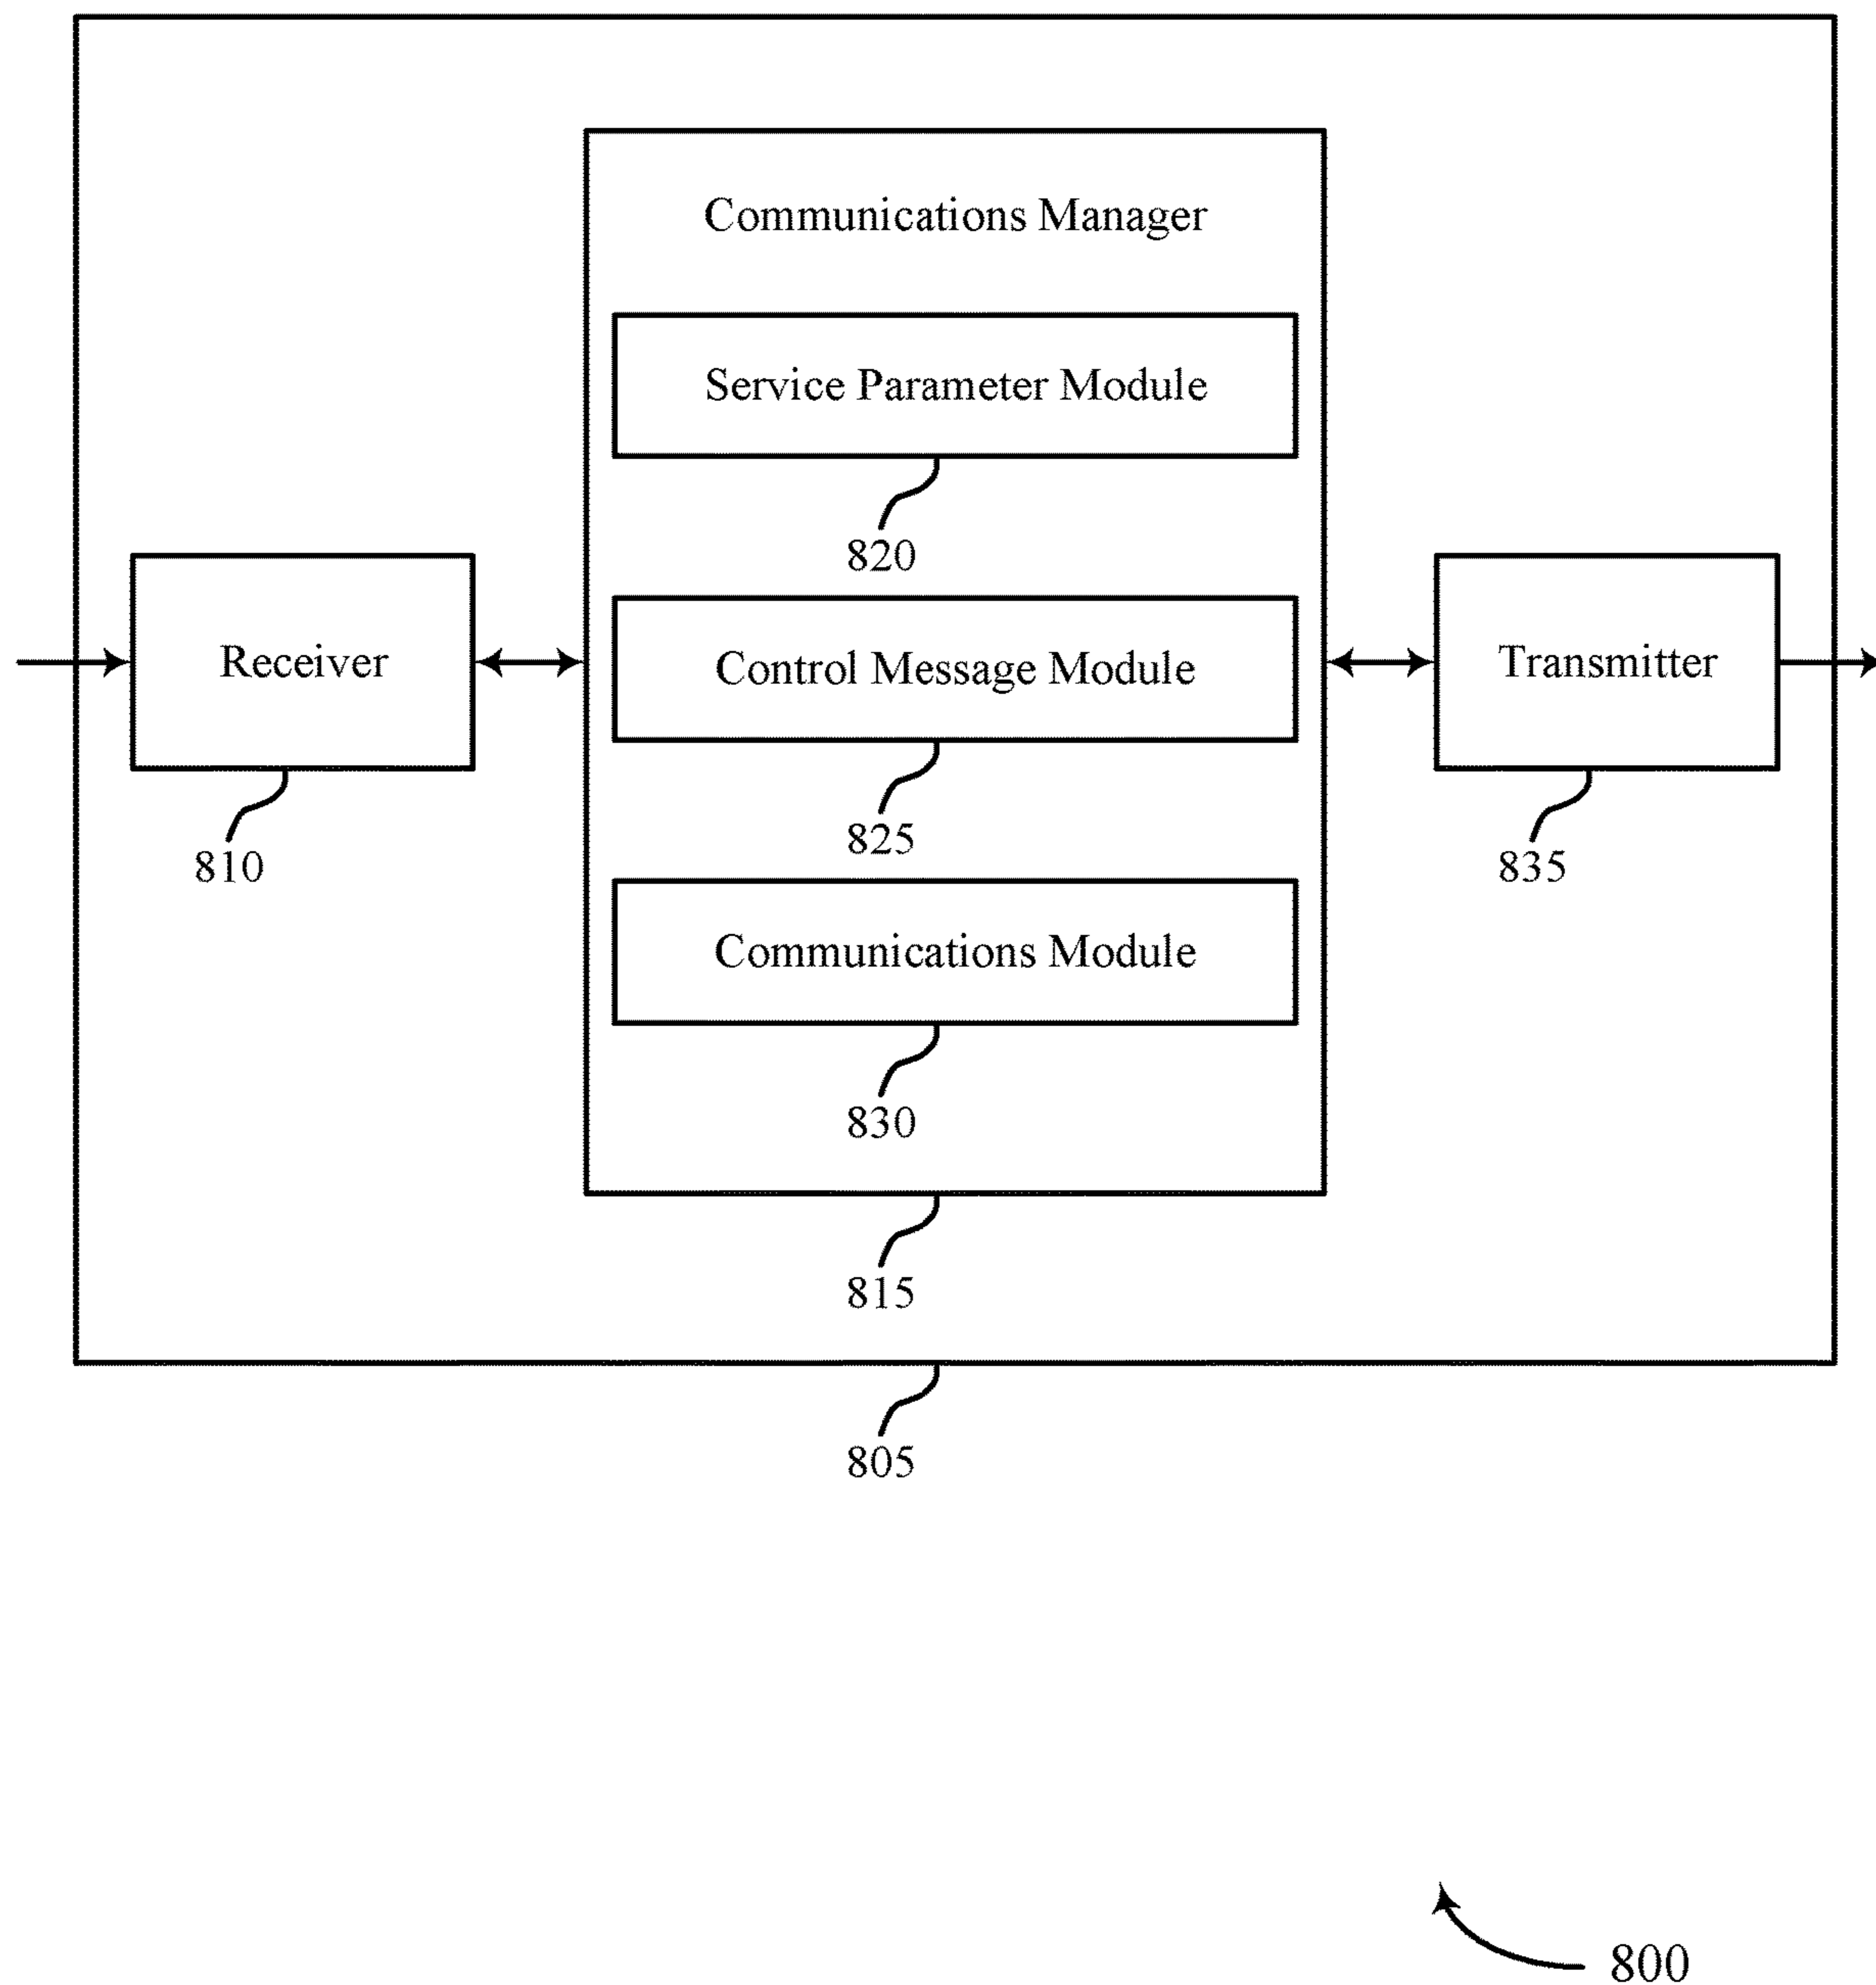 Communications Manager
Service Parameter Module
820
Receiver
810
Control Message Module
825
Transmitter
835
Communications Module
830
815
805
800